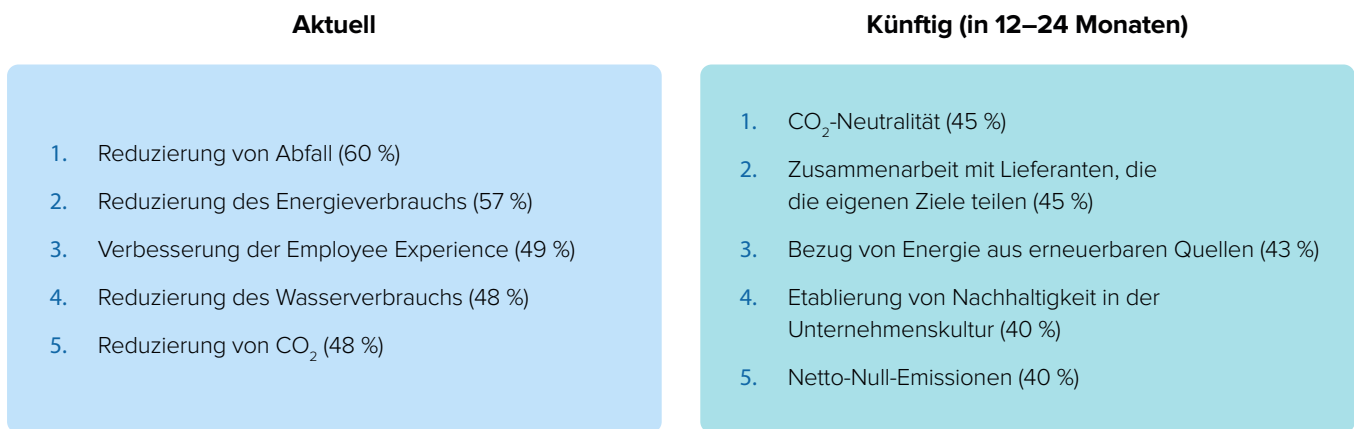 Aktuell
1. Reduzierung von Abfall (60 %)
2. Reduzierung des Energieverbrauchs (57 %)
3. Verbesserung der Employee Experience (49 %)
4. Reduzierung des Wasserverbrauchs (48 %)
5. Reduzierung von CO₂ (48 %)
Künftig (in 12–24 Monaten)
1. CO₂-Neutralität (45 %)
2. Zusammenarbeit mit Lieferanten, die
die eigenen Ziele teilen (45 %)
3. Bezug von Energie aus erneuerbaren Quellen (43 %)
4. Etablierung von Nachhaltigkeit in der
Unternehmenskultur (40 %)
5. Netto-Null-Emissionen (40 %)